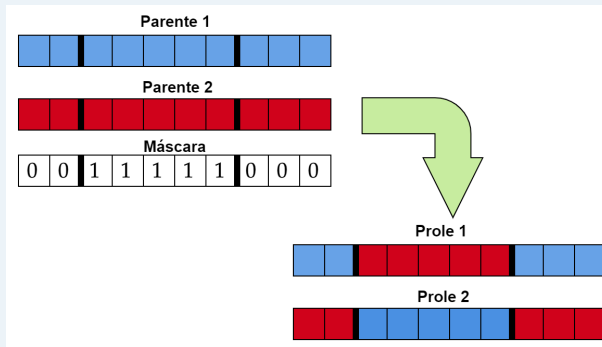 Parente 1
Parente 2
Máscara
0 0 1 1 1 1 1 0 0 0
Prole 1
Prole 2